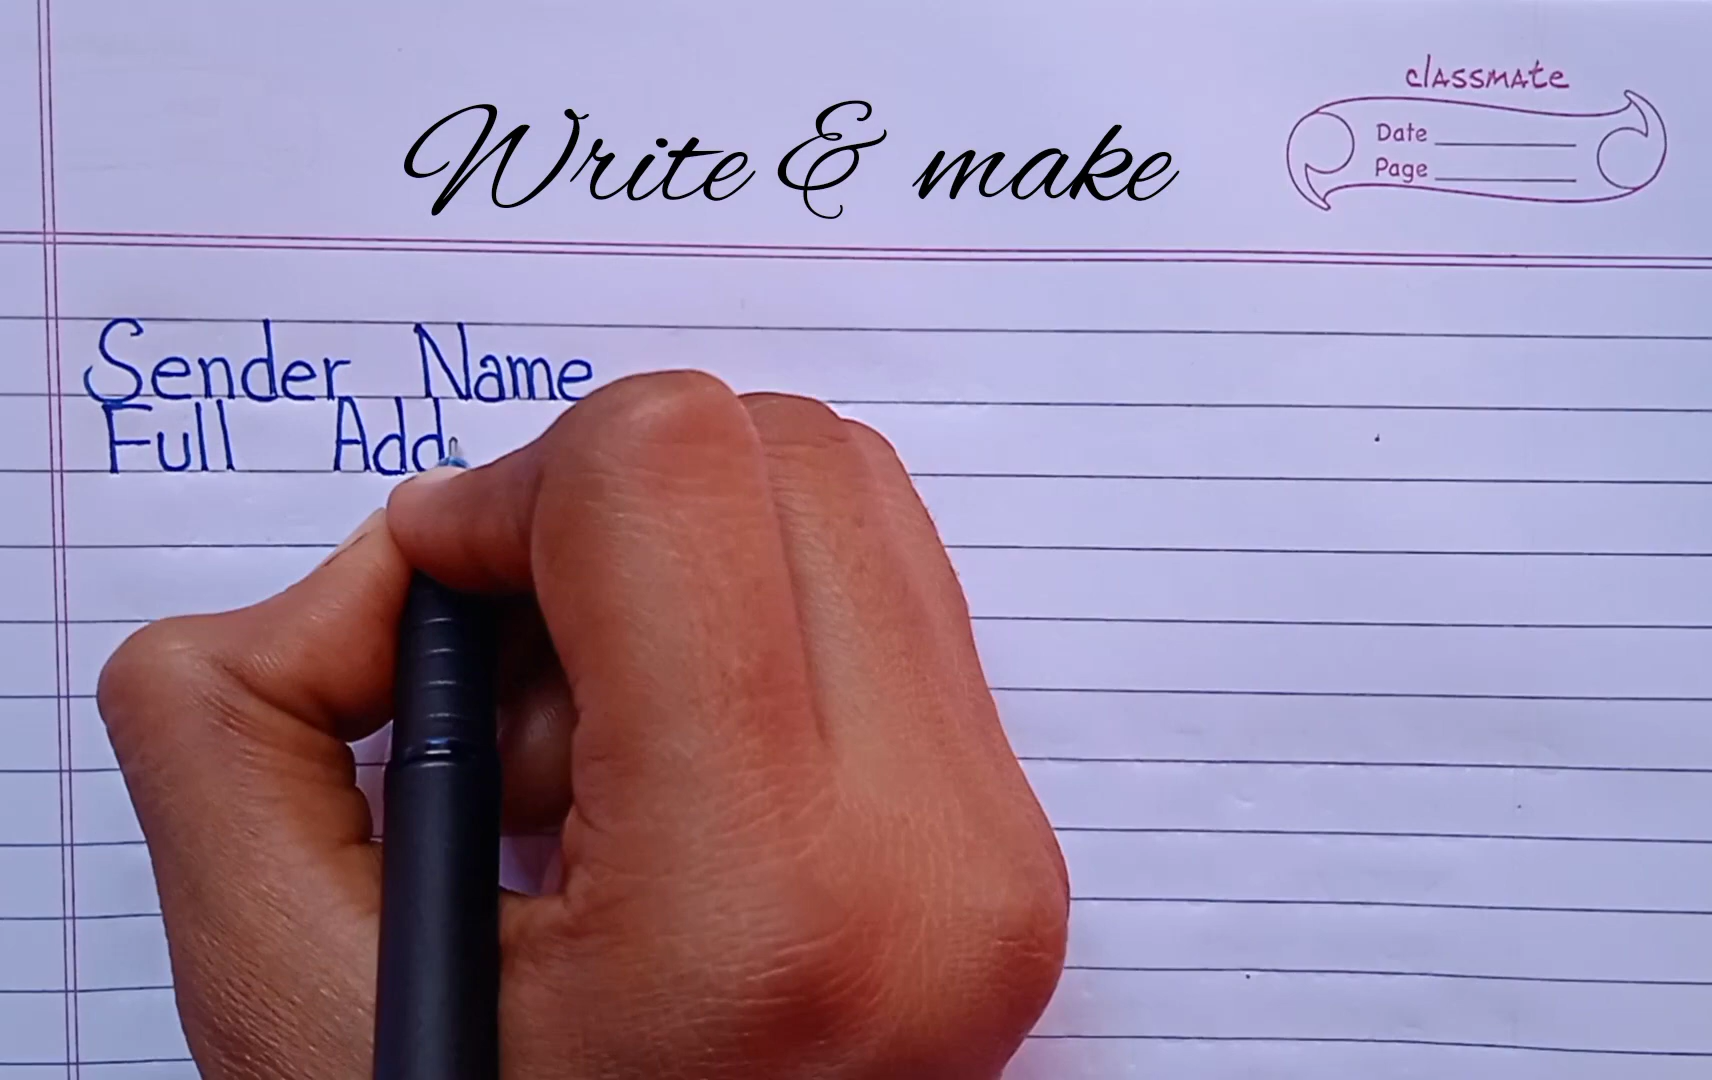 Write & make
classmate
Date
Page
Sender Name
Full Add